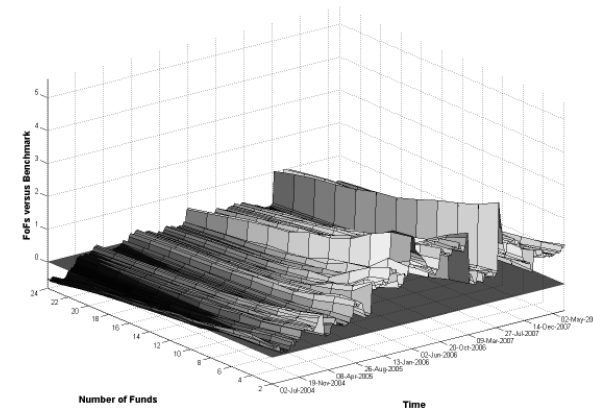 FoFs versus Benchmark
5
4
3
2
1
0
24
22
20
18
16
14
12
10
8
6
4
2
Number of Funds
02-Jul-2004
19-Nov-2004
08-Apr-2005
26-Aug-2005
13-Jan-2006
02-Jun-2006
20-Oct-2006
09-Mar-2007
27-Jul-2007
14-Dec-2007
02-May-20
Time